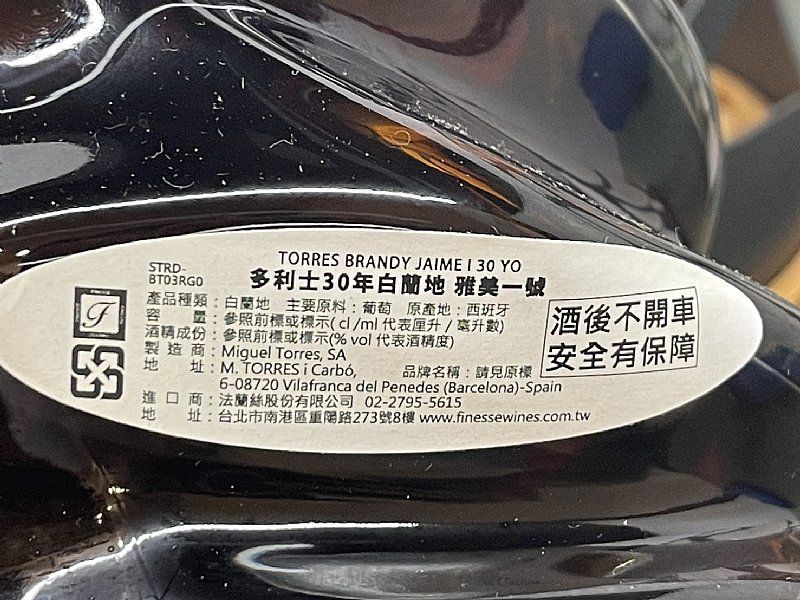 TORRES BRANDY JAIME I 30 YO
STRD-
BT03RG0
多利士30年白蘭地 雅美一號
產品種類：白蘭地 主要原料：葡萄 原產地：西班牙
容 量：參照前標或標示( cl /ml 代表厘升 / 毫升數)
酒精成份：參照前標或標示(% vol 代表酒精度)
製 造 商：Miguel Torres, SA
地 址：M. TORRES i Carbó, 品牌名稱：請見原標
6-08720 Vilafranca del Penedes (Barcelona)-Spain
進 口 商：法蘭絲股份有限公司 02-2795-5615
地 址：台北市南港區重陽路273號8樓 www.finessewines.com.tw
酒後不開車
安全有保障